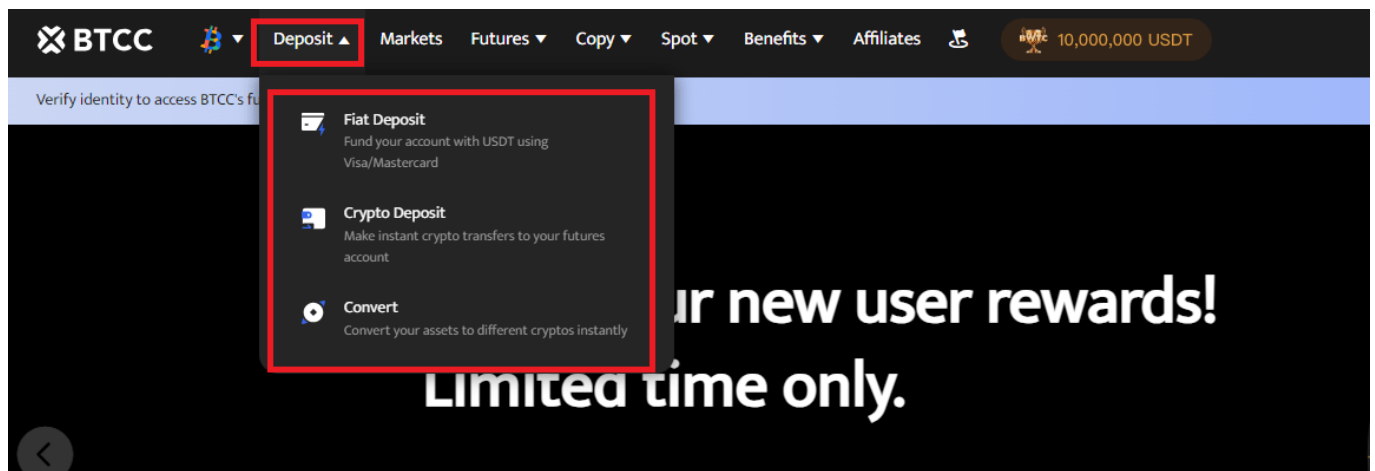 BTCC
Deposit ▲ Markets Futures ▼ Copy ▼ Spot ▼ Benefits ▼ Affiliates
10,000,000 USDT
Verify identity to access BTCC's
Fiat Deposit
Fund your account with USDT using
Visa/Mastercard
Crypto Deposit
Make instant crypto transfers to your futures
account
Convert
Convert your assets to different cryptos instantly
new user rewards!
Limited time only.